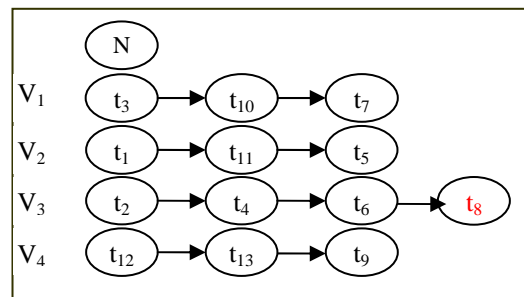 N
V₁ t₃ t₁₀ t₇
V₂ t₁ t₁₁ t₅
V₃ t₂ t₄ t₆ t₈
V₄ t₁₂ t₁₃ t₉